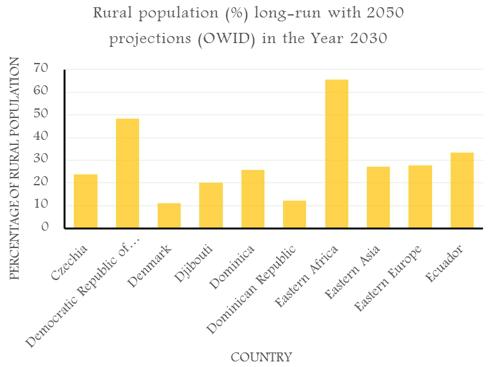 Rural population (%) long-run with 2050
projections (OWID) in the Year 2030
PERCENTAGE OF RURAL POPULATION
70
60
50
40
30
20
10
0
Czechia
Democratic Republic of...
Denmark
Djibouti
Dominica
Dominican Republic
Eastern Africa
Eastern Asia
Eastern Europe
Ecuador
COUNTRY